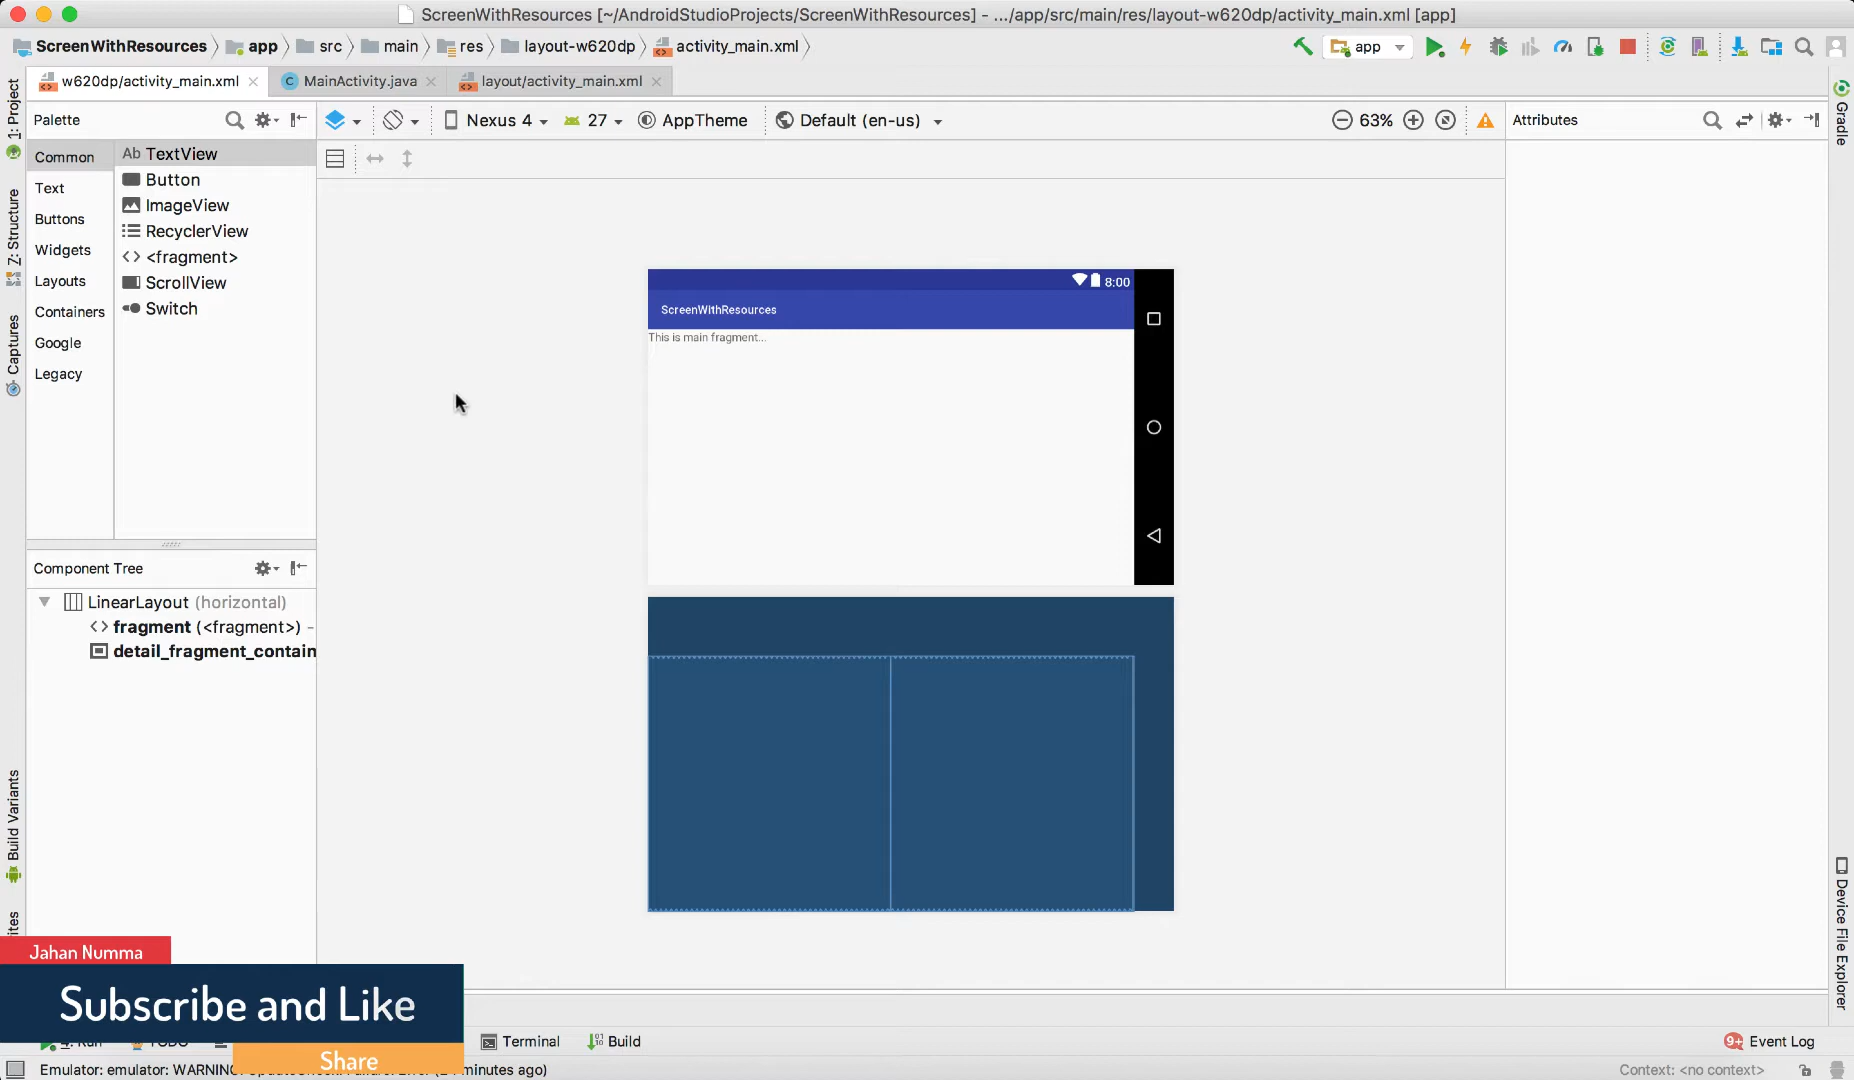 ScreenWithResources [~/AndroidStudioProjects/ScreenWithResources] - .../app/src/main/res/layout-w620dp/activity_main.xml [app]
ScreenWithResources app src main res layout-w620dp activity_main.xml
app
w620dp/activity_main.xml MainActivity.java layout/activity_main.xml
1: Project
Z: Structure
Captures
Build Variants
Palette
Nexus 4 27 AppTheme Default (en-us) 63%
Attributes
Gradle
Common
Text
Buttons
Widgets
Layouts
Containers
Google
Legacy
Ab TextView
Button
ImageView
RecyclerView
<fragment>
ScrollView
Switch
8:00
ScreenWithResources
This is main fragment...
Component Tree
LinearLayout (horizontal)
fragment (<fragment>) -
detail_fragment_contain
Device File Explorer
Jahan Numma
Subscribe and Like
Share
Terminal Build
9+ Event Log
Emulator: emulator: WARNING
minutes ago)
Context: <no context>